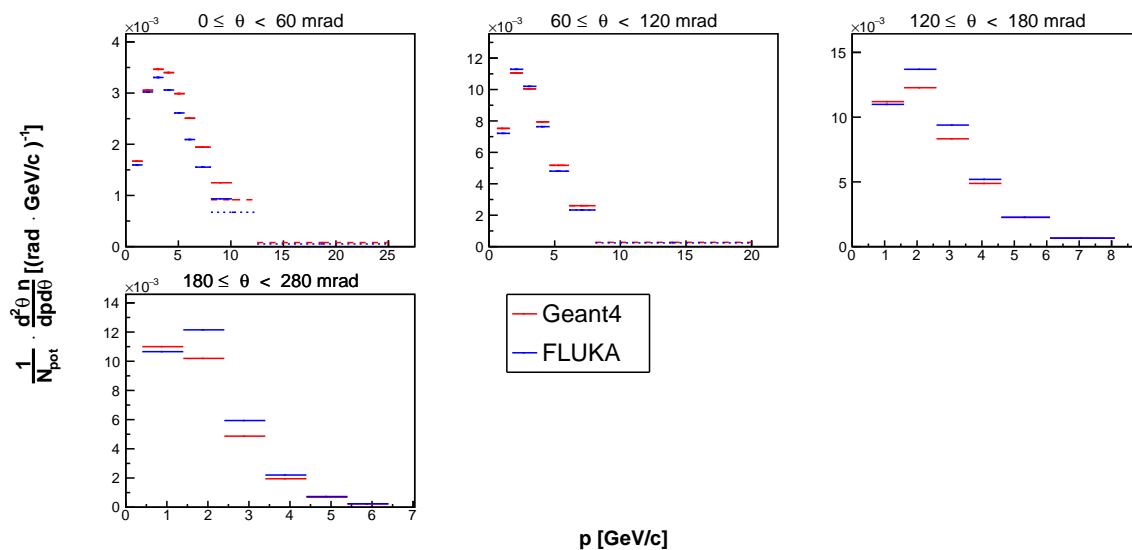 0 ≤ θ < 60 mrad
×10⁻³
4
3
2
1
0
0 5 10 15 20 25
60 ≤ θ < 120 mrad
×10⁻³
12
10
8
6
4
2
0
0 5 10 15 20
120 ≤ θ < 180 mrad
×10⁻³
15
10
5
0
0 1 2 3 4 5 6 7 8
180 ≤ θ < 280 mrad
×10⁻³
14
12
10
8
6
4
2
0
0 1 2 3 4 5 6 7
Geant4
FLUKA
1/N_pot · d²θ n/dpdθ [(rad · GeV/c )⁻¹]
p [GeV/c]